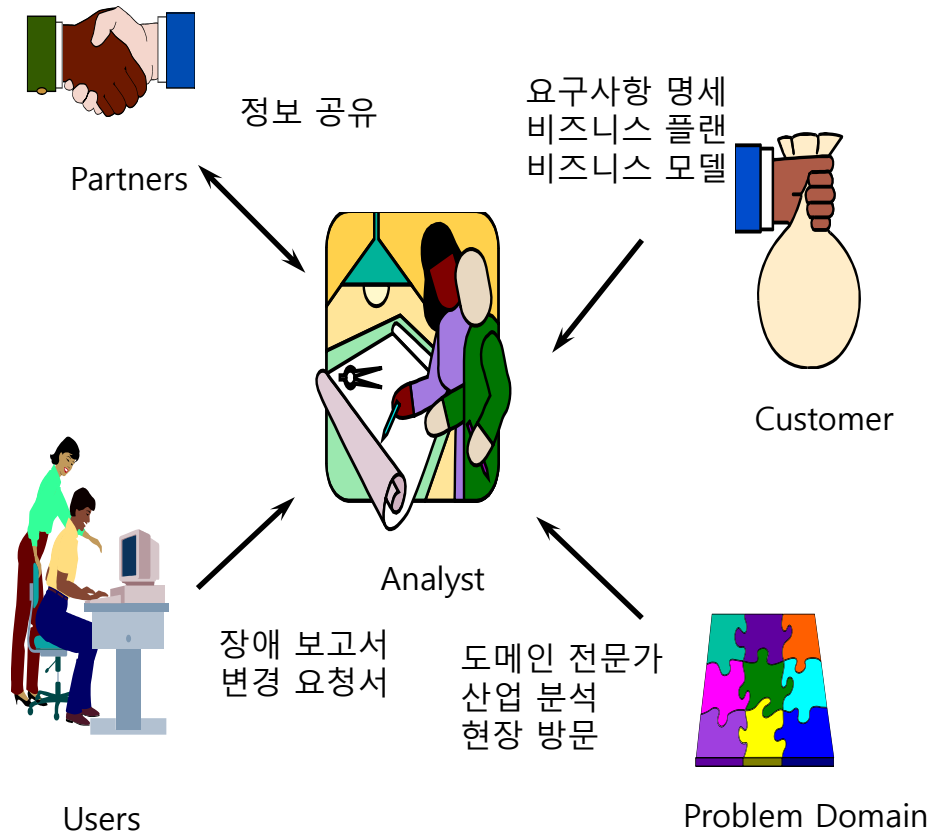 정보 공유
Partners
요구사항 명세
비즈니스 플랜
비즈니스 모델
Customer
Analyst
장애 보고서
변경 요청서
Users
도메인 전문가
산업 분석
현장 방문
Problem Domain